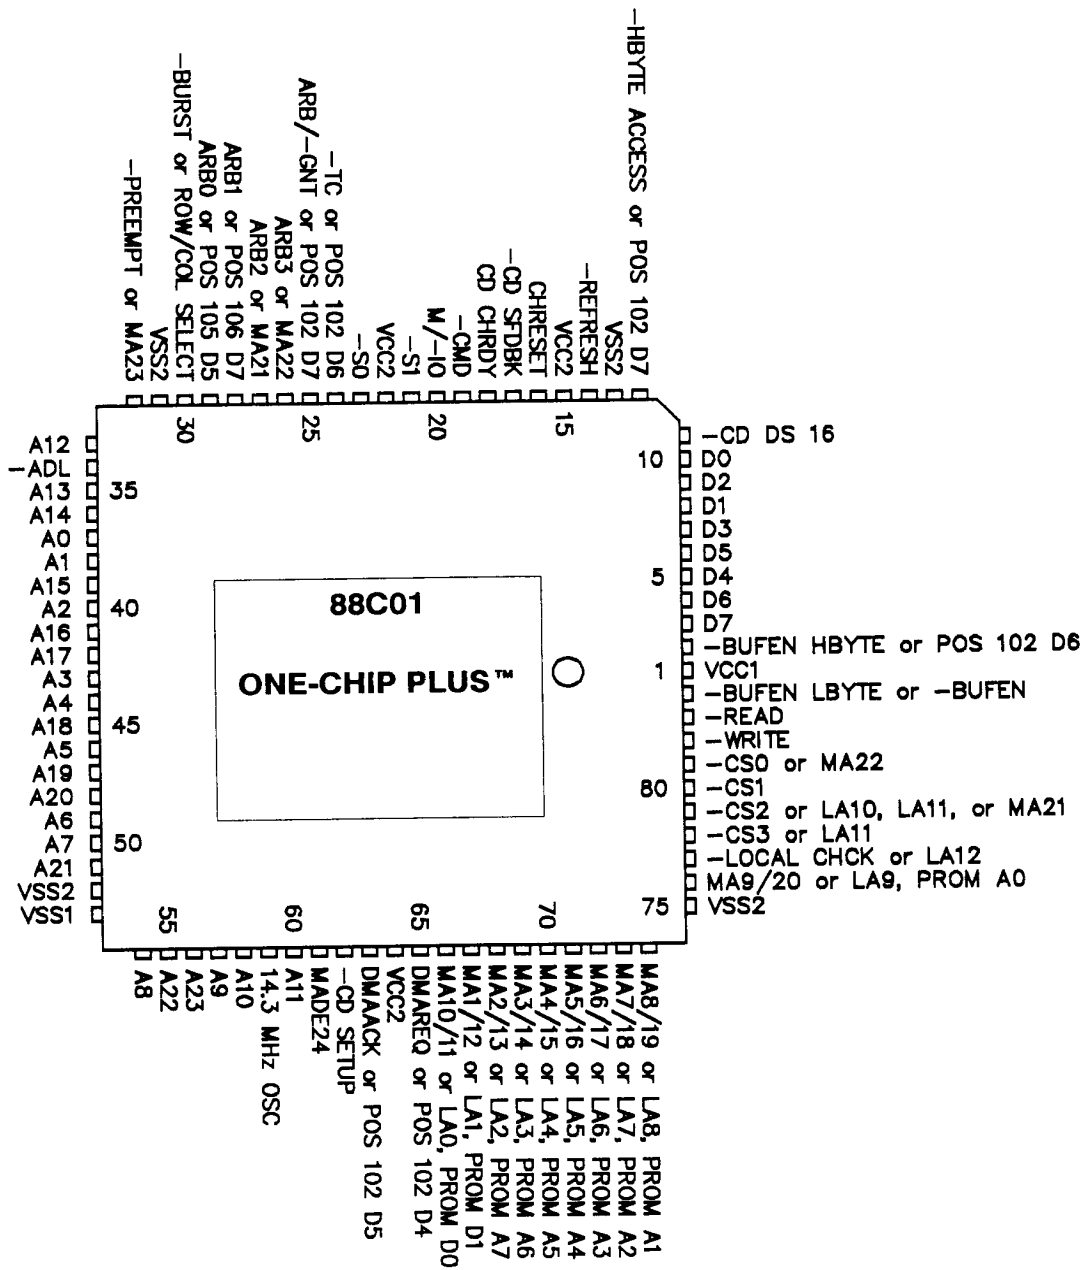 -PREEMPT or MA23
VSS2
-BURST or ROW/COL SELECT
ARB0 or POS 105 D5
ARB1 or POS 106 D7
ARB2 or MA21
ARB3 or MA22
ARB/-GNT or POS 102 D7
-TC or POS 102 D6
-S0
VCC2
-S1
M/-IO
-CMD
CD CHRDY
-CD SFDBK
CHRESET
VCC2
-REFRESH
VSS2
-HBYTE ACCESS or POS 102 D7
30
25
20
15
A12
-ADL
A13
A14
A0
A1
A15
A2
A16
A17
A3
A4
A18
A5
A19
A20
A6
A7
A21
VSS2
VSS1
35
40
45
50
88C01
ONE-CHIP PLUS™
10
5
1
80
75
-CD DS 16
D0
D2
D1
D3
D5
D4
D6
D7
-BUFEN HBYTE or POS 102 D6
VCC1
-BUFEN LBYTE or -BUFEN
-READ
-WRITE
-CS0 or MA22
-CS1
-CS2 or LA10, LA11, or MA21
-CS3 or LA11
-LOCAL CHCK or LA12
MA9/20 or LA9, PROM A0
VSS2
55
60
65
70
A8
A22
A23
A9
A10
14.3 MHz OSC
A11
MADE24
-CD SETUP
DMAACK or POS 102 D5
VCC2
DMAREQ or POS 102 D4
MA10/11 or LA0, PROM D0
MA1/12 or LA1, PROM D1
MA2/13 or LA2, PROM A7
MA3/14 or LA3, PROM A6
MA4/15 or LA4, PROM A5
MA5/16 or LA5, PROM A4
MA6/17 or LA6, PROM A3
MA7/18 or LA7, PROM A2
MA8/19 or LA8, PROM A1